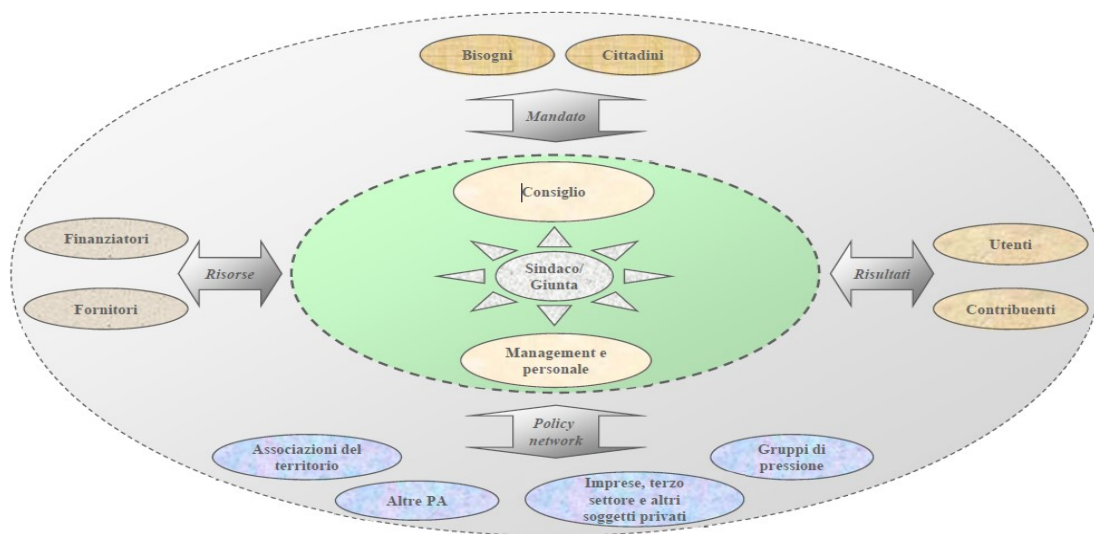 Bisogni
Cittadini
Mandato
Consiglio
Finanziatori
Fornitori
Risorse
Sindaco/
Giunta
Risultati
Utenti
Contribuenti
Management e
personale
Policy
network
Associazioni del
territorio
Altre PA
Imprese, terzo
settore e altri
soggetti privati
Gruppi di
pressione